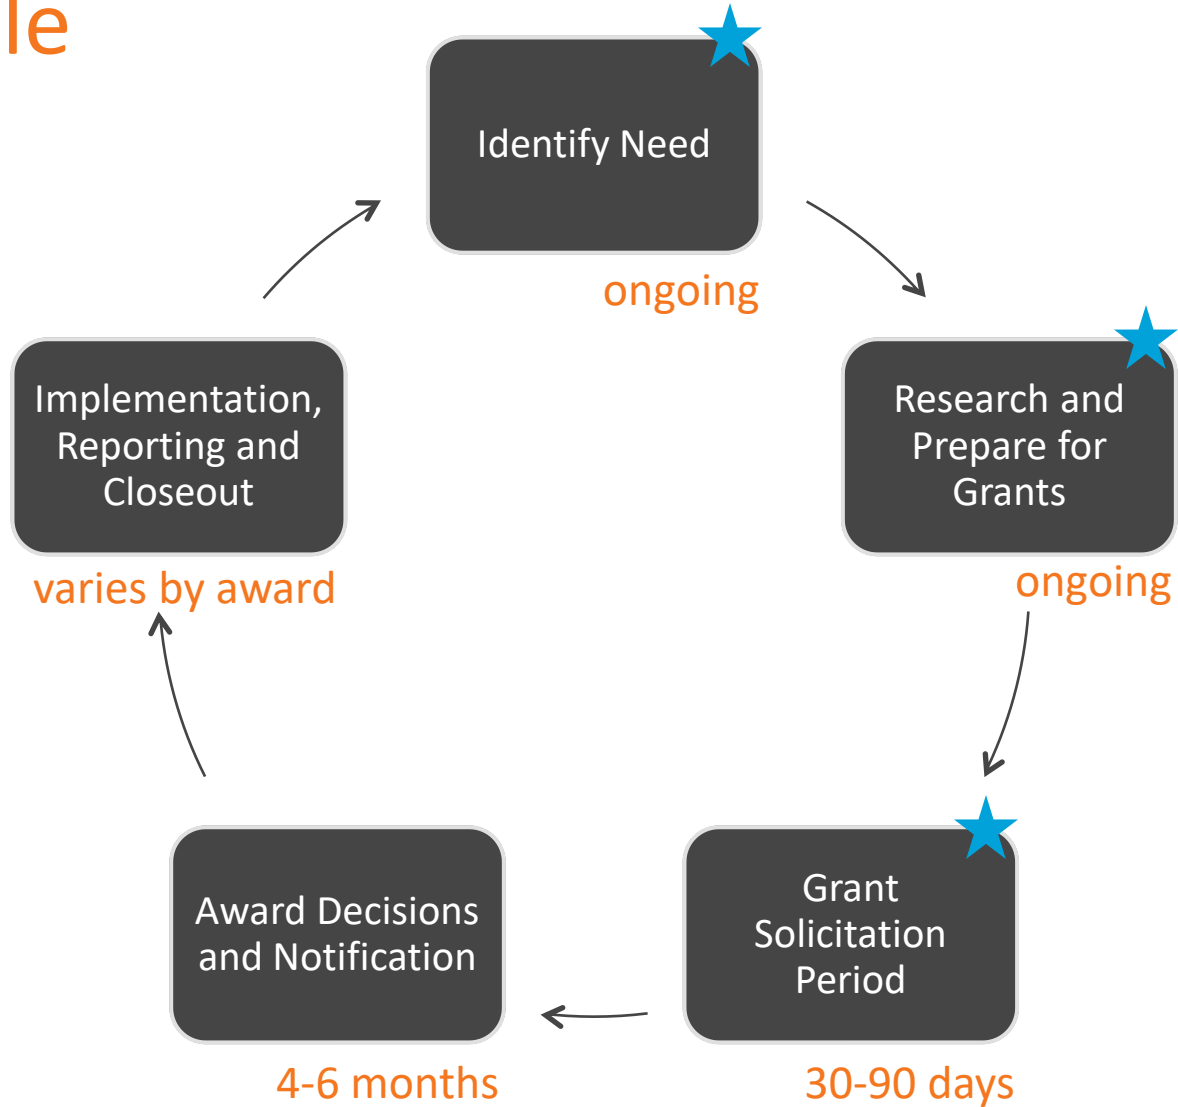 le
Identify Need
ongoing
Research and
Prepare for
Grants
ongoing
Grant
Solicitation
Period
30-90 days
Award Decisions
and Notification
4-6 months
Implementation,
Reporting and
Closeout
varies by award